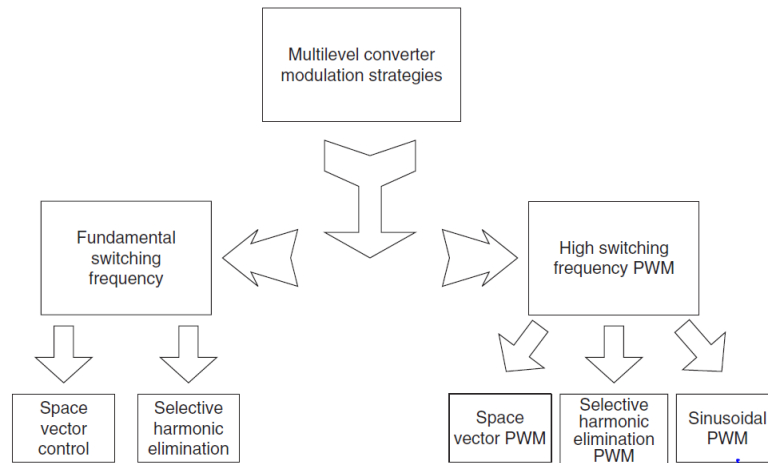 Multilevel converter
modulation strategies
Fundamental
switching
frequency
High switching
frequency PWM
Space
vector
control
Selective
harmonic
elimination
Space
vector PWM
Selective
harmonic
elimination
PWM
Sinusoidal
PWM